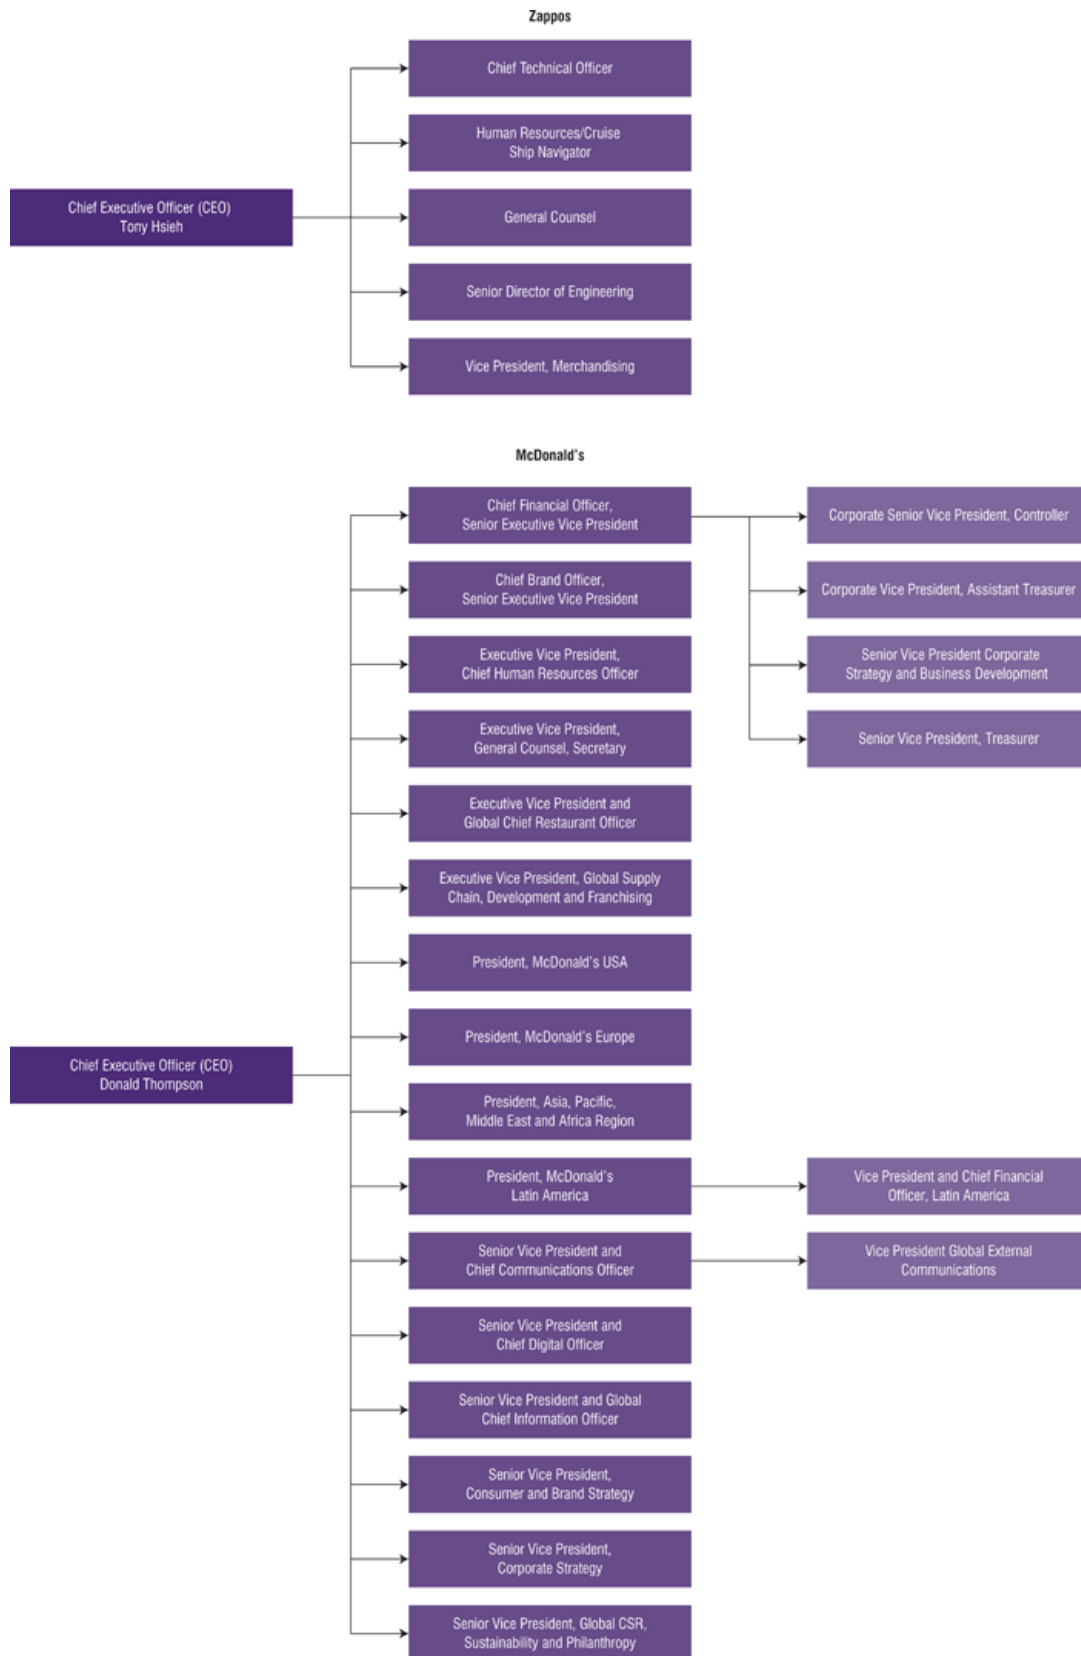 Zappos
Chief Technical Officer
Human Resources/Cruise
Ship Navigator
Chief Executive Officer (CEO)
Tony Hsieh
General Counsel
Senior Director of Engineering
Vice President, Merchandising
McDonald's
Chief Financial Officer,
Senior Executive Vice President
Corporate Senior Vice President, Controller
Chief Brand Officer,
Senior Executive Vice President
Corporate Vice President, Assistant Treasurer
Executive Vice President,
Chief Human Resources Officer
Senior Vice President Corporate
Strategy and Business Development
Executive Vice President,
General Counsel, Secretary
Senior Vice President, Treasurer
Executive Vice President and
Global Chief Restaurant Officer
Executive Vice President, Global Supply
Chain, Development and Franchising
President, McDonald's USA
President, McDonald's Europe
Chief Executive Officer (CEO)
Donald Thompson
President, Asia, Pacific,
Middle East and Africa Region
President, McDonald's
Latin America
Vice President and Chief Financial
Officer, Latin America
Senior Vice President and
Chief Communications Officer
Vice President Global External
Communications
Senior Vice President and
Chief Digital Officer
Senior Vice President and Global
Chief Information Officer
Senior Vice President,
Consumer and Brand Strategy
Senior Vice President,
Corporate Strategy
Senior Vice President, Global CSR,
Sustainability and Philanthropy